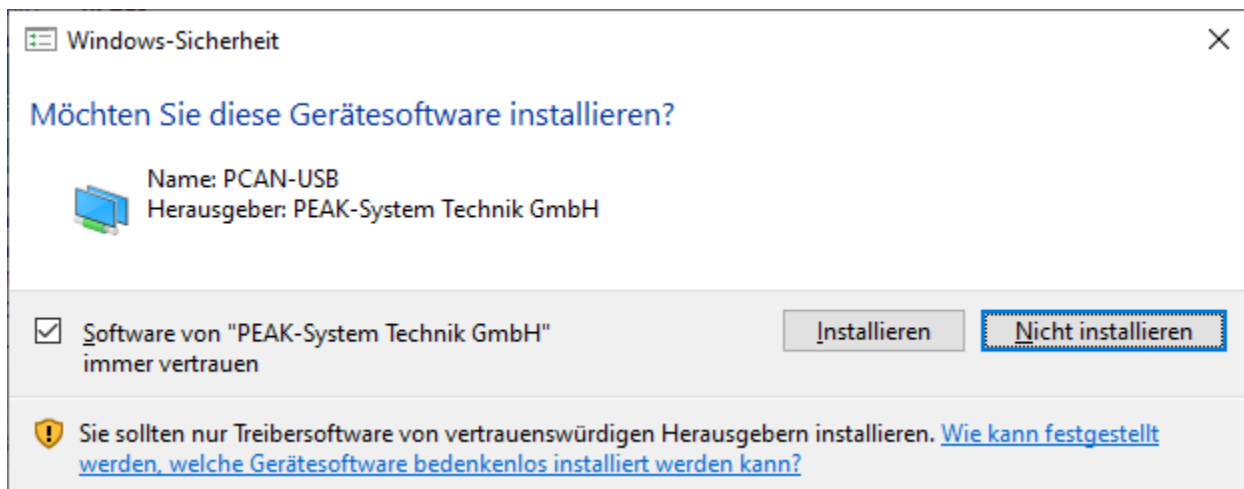 Windows-Sicherheit
Möchten Sie diese Gerätesoftware installieren?
Name: PCAN-USB
Herausgeber: PEAK-System Technik GmbH
Software von "PEAK-System Technik GmbH"
immer vertrauen
Installieren
Nicht installieren
Sie sollten nur Treibersoftware von vertrauenswürdigen Herausgebern installieren. Wie kann festgestellt
werden, welche Gerätesoftware bedenkenlos installiert werden kann?